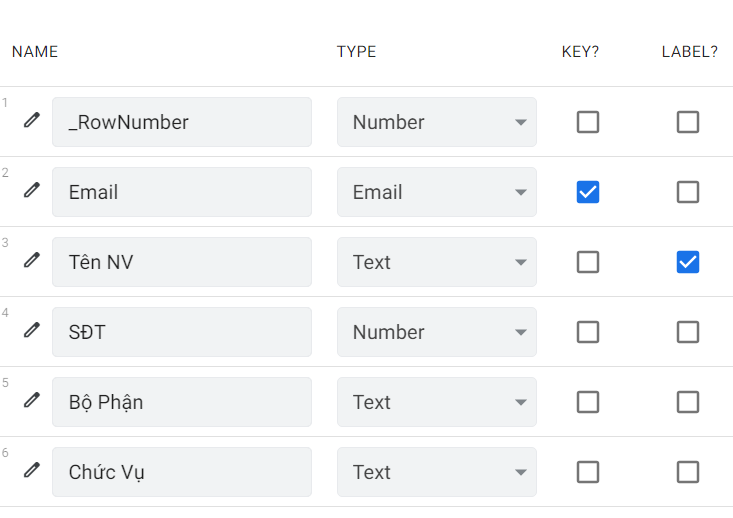 NAME TYPE KEY? LABEL?
1 _RowNumber Number
2 Email Email
3 Tên NV Text
4 SĐT Number
5 Bộ Phận Text
6 Chức Vụ Text